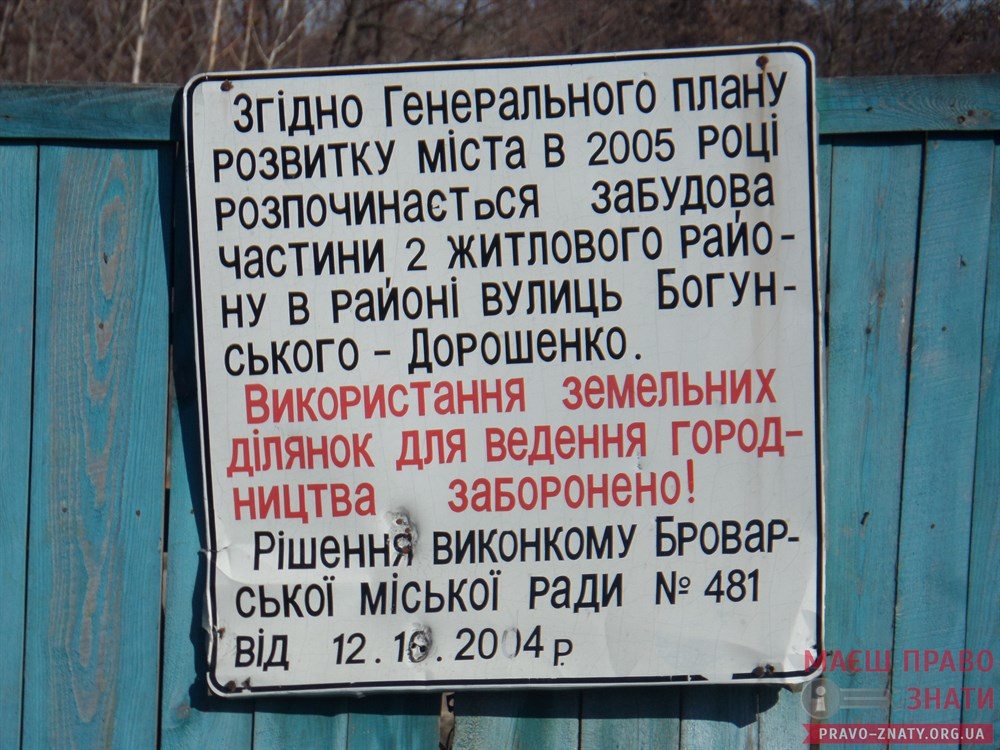 Згідно Генерального плану
розвитку міста в 2005 році
розпочинається забудова
частини 2 житлового райо-
ну в районі вулиць Богун-
ського – Дорошенко.
Використання земельних
ділянок для ведення город-
ництва заборонено!
Рішення виконкому Бровар-
ської міської ради № 481
від
МАЄШ ПРАВО
ЗНАТИ
PRAVO-ZNATY.ORG.UA